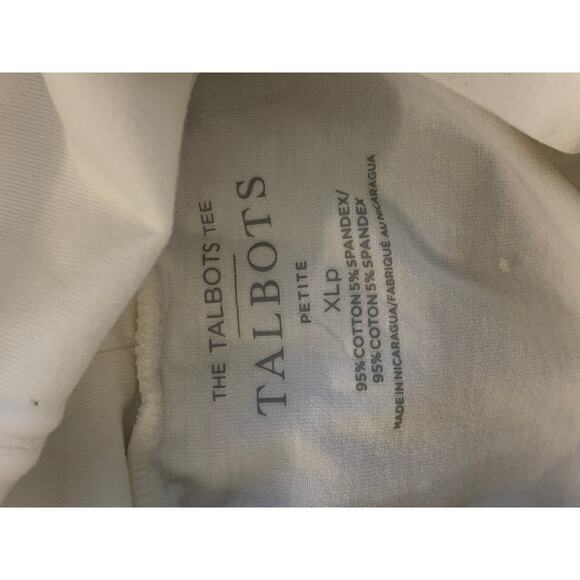 THE TALBOTS TEE
TALBOTS
PETITE
XLp
95% COTTON 5% SPANDEX/
95% COTON 5% SPANDEX
MADE IN NICARAGUA/FABRIQUÉ AU NICARAGUA